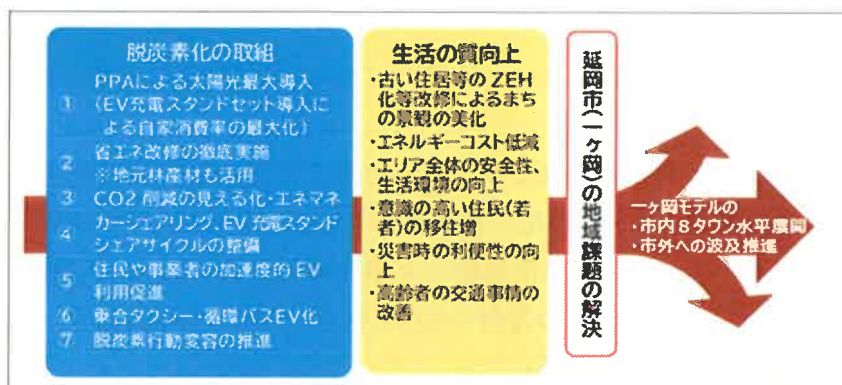 脱炭素化の取組
① PPAによる太陽光最大導入
(EV充電スタンドセット導入に
よる自家消費率の最大化)
② 省エネ改修の徹底実施
※地元林産材も活用
③ CO2 削減の見える化・エネマネ
④ カーシェアリング、EV 充電スタンド
シェアサイクルの整備
⑤ 住民や事業者の加速度的 EV
利用促進
⑥ 乗合タクシー・循環バスEV化
⑦ 脱炭素行動変容の推進
生活の質向上
・古い住居等の ZEH
化等改修によるまち
の景観の美化
・エネルギーコスト低減
・エリア全体の安全性、
生活環境の向上
・意識の高い住民(若
者)の移住増
・災害時の利便性の向
上
・高齢者の交通事情の
改善
延岡市(一ヶ岡)の地域課題の解決
一ヶ岡モデルの
・市内8タウン水平展開
・市外への波及推進